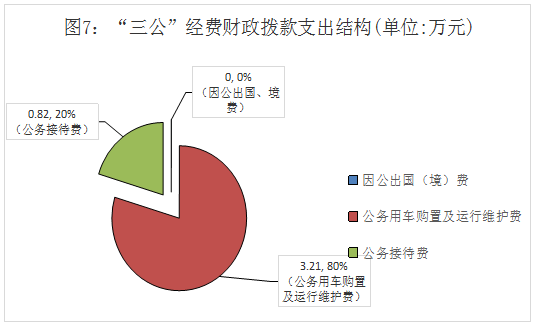 图7：“三公”经费财政拨款支出结构(单位:万元)
0, 0%
（因公出国、境
费）
0.82, 20%
（公务接待费）
因公出国（境）费
公务用车购置及运行维护费
公务接待费
3.21, 80%
（公务用车购置
及运行维护费）